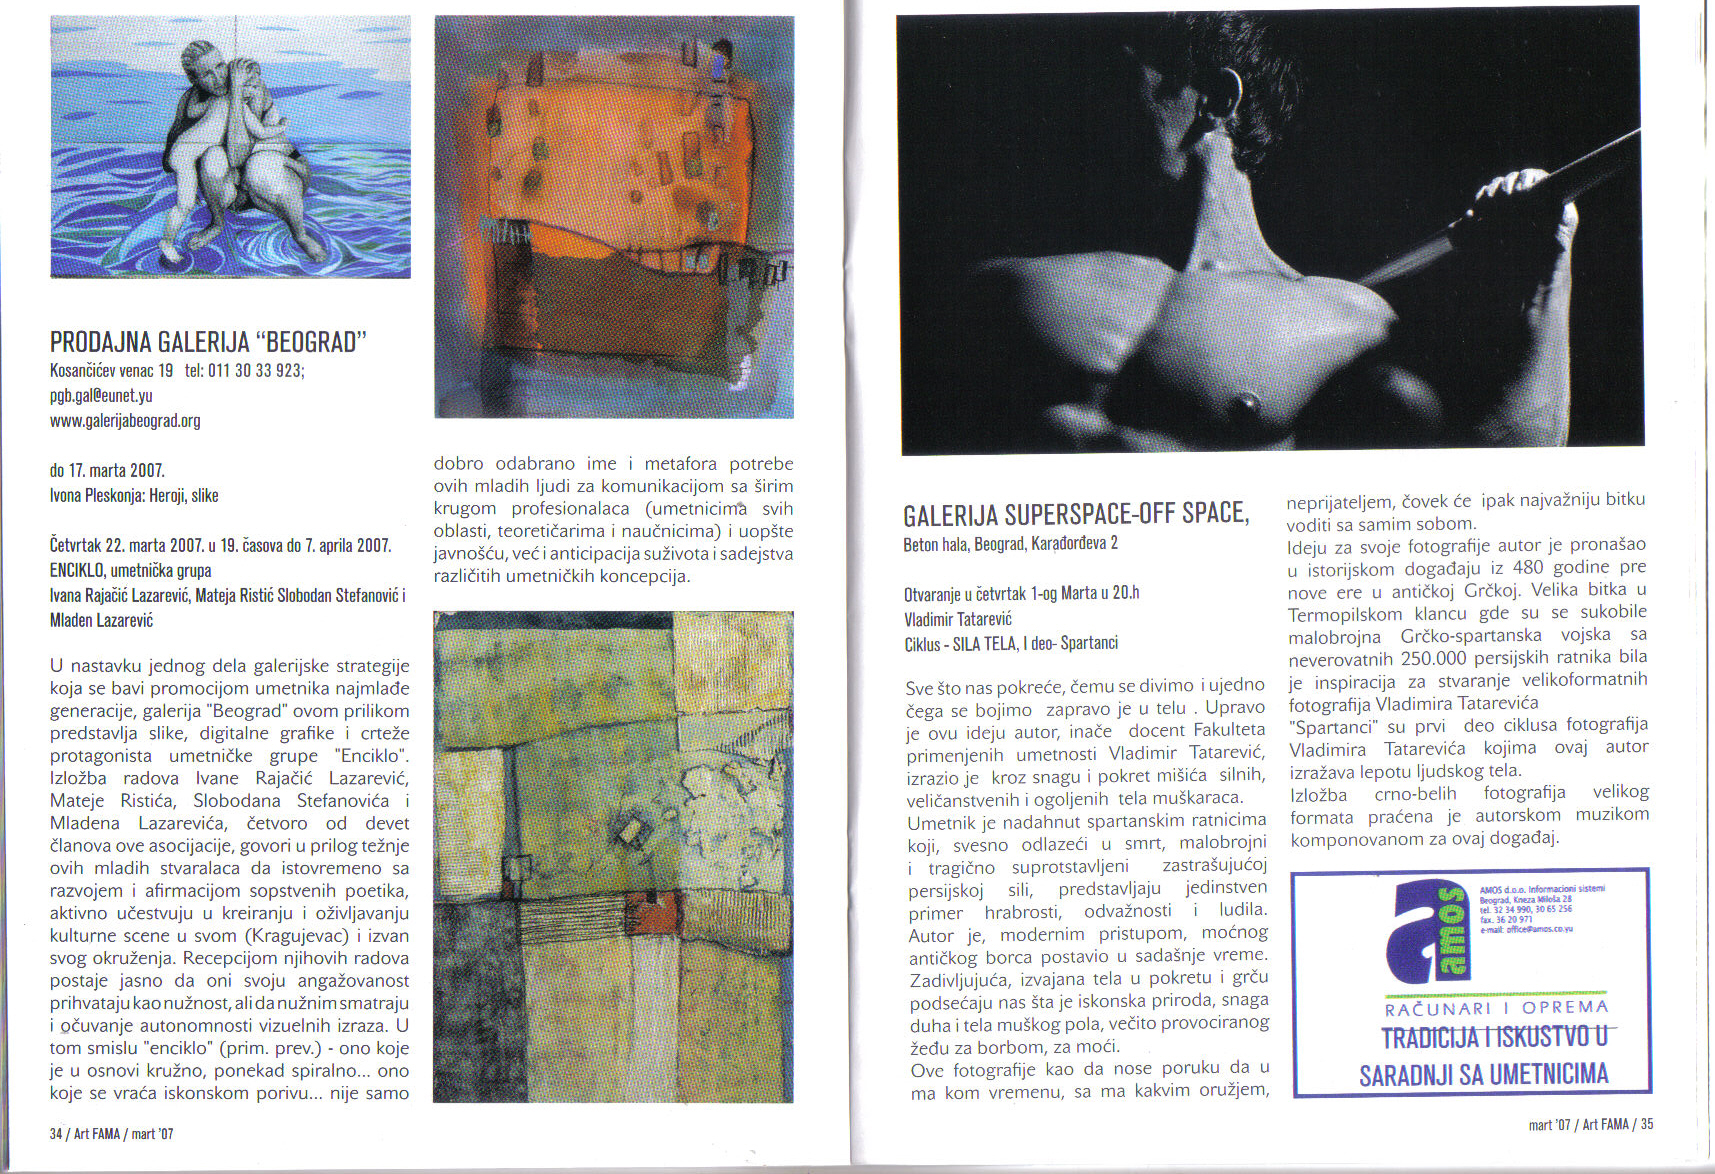 PRODAJNA GALERIJA “BEOGRAD”
Kosančićev venac 19   tel: 011 30 33 923;
pgb.gal@eunet.yu
www.galerijabeograd.org
do 17. marta 2007.
Ivona Pleskonja: Heroji, slike
Četvrtak 22. marta 2007. u 19. časova do 7. aprila 2007.
ENCIKLO, umetnička grupa
Ivana Rajačić Lazarević, Mateja Ristić Slobodan Stefanović i
Mladen Lazarević
U nastavku jednog dela galerijske strategije
koja se bavi promocijom umetnika najmlađe
generacije, galerija "Beograd" ovom prilikom
predstavlja slike, digitalne grafike i crteže
protagonista umetničke grupe "Enciklo".
Izložba radova Ivane Rajačić Lazarević,
Mateje Ristića, Slobodana Stefanovića i
Mladena Lazarevića, četvoro od devet
članova ove asocijacije, govori u prilog težnje
ovih mladih stvaralaca da istovremeno sa
razvojem i afirmacijom sopstvenih poetika,
aktivno učestvuju u kreiranju i oživljavanju
kulturne scene u svom (Kragujevac) i izvan
svog okruženja. Recepcijom njihovih radova
postaje jasno da oni svoju angažovanost
prihvataju kao nužnost, ali da nužnim smatraju
i očuvanje autonomnosti vizuelnih izraza. U
tom smislu "enciklo" (prim. prev.) - ono koje
je u osnovi kružno, ponekad spiralno... ono
koje se vraća iskonskom porivu... nije samo
dobro odabrano ime i metafora potrebe
ovih mladih ljudi za komunikacijom sa širim
krugom profesionalaca (umetnicima svih
oblasti, teoretičarima i naučnicima) i uopšte
javnošću, već i anticipacija suživota i sadejstva
različitih umetničkih koncepcija.
34 / Art FAMA / mart '07
GALERIJA SUPERSPACE-OFF SPACE,
Beton hala, Beograd, Karađorđeva 2
Otvaranje u četvrtak 1-og Marta u 20.h
Vladimir Tatarević
Ciklus - SILA TELA, I deo- Spartanci
Sve što nas pokreće, čemu se divimo i ujedno
čega se bojimo zapravo je u telu . Upravo
je ovu ideju autor, inače docent Fakulteta
primenjenih umetnosti Vladimir Tatarević,
izrazio je kroz snagu i pokret mišića silnih,
veličanstvenih i ogoljenih tela muškaraca.
Umetnik je nadahnut spartanskim ratnicima
koji, svesno odlazeći u smrt, malobrojni
i tragično suprotstavljeni zastrašujućoj
persijskoj sili, predstavljaju jedinstven
primer hrabrosti, odvažnosti i ludila.
Autor je, modernim pristupom, moćnog
antičkog borca postavio u sadašnje vreme.
Zadivljujuća, izvajana tela u pokretu i grču
podsećaju nas šta je iskonska priroda, snaga
duha i tela muškog pola, večito provociranog
žeđu za borbom, za moći.
Ove fotografije kao da nose poruku da u
ma kom vremenu, sa ma kakvim oružjem,
neprijateljem, čovek će ipak najvažniju bitku
voditi sa samim sobom.
Ideju za svoje fotografije autor je pronašao
u istorijskom događaju iz 480 godine pre
nove ere u antičkoj Grčkoj. Velika bitka u
Termopilskom klancu gde su se sukobile
malobrojna Grčko-spartanska vojska sa
neverovatnih 250.000 persijskih ratnika bila
je inspiracija za stvaranje velikoformatnih
fotografija Vladimira Tatarevića
"Spartanci" su prvi deo ciklusa fotografija
Vladimira Tatarevića kojima ovaj autor
izražava lepotu ljudskog tela.
Izložba crno-belih fotografija velikog
formata praćena je autorskom muzikom
komponovanom za ovaj događaj.
amos
AMOS d.o.o. Informacioni sistemi
Beograd, Kneza Miloša 28
tel. 32 34 990, 30 65 256
fax. 36 20 971
e-mail: office@amos.co.yu
RAČUNARI I OPREMA
TRADICIJA I ISKUSTVO U
SARADNJI SA UMETNICIMA
mart '07 / Art FAMA / 35